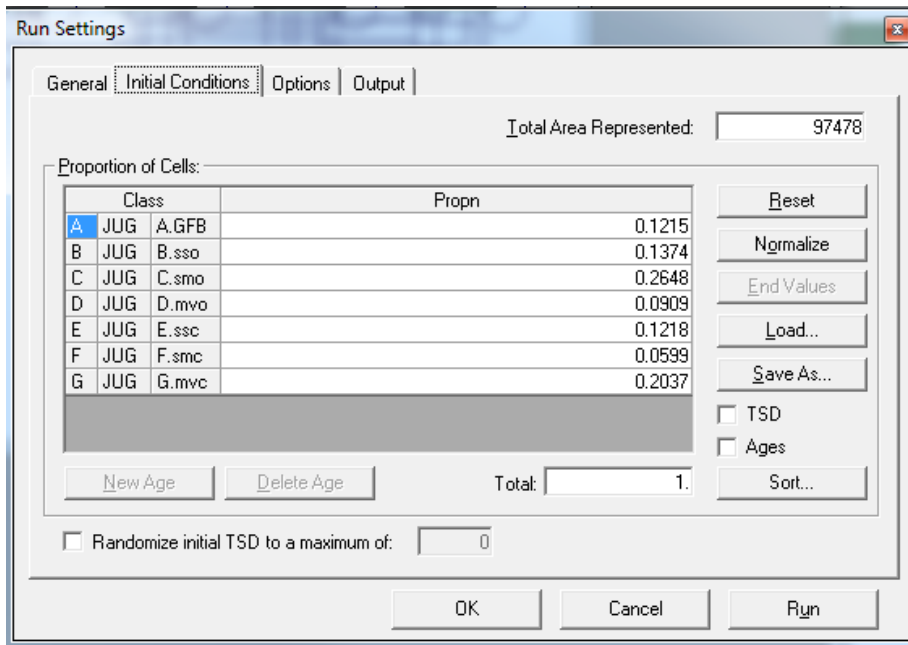 Run Settings
General Initial Conditions Options Output
Total Area Represented: 97478
Proportion of Cells:
Class Propn
A JUG A.GFB 0.1215
B JUG B.sso 0.1374
C JUG C.smo 0.2648
D JUG D.mvo 0.0909
E JUG E.ssc 0.1218
F JUG F.smc 0.0599
G JUG G.mvc 0.2037
Reset
Normalize
End Values
Load...
Save As...
TSD
Ages
New Age Delete Age Total: 1. Sort...
Randomize initial TSD to a maximum of: 0
OK Cancel Run